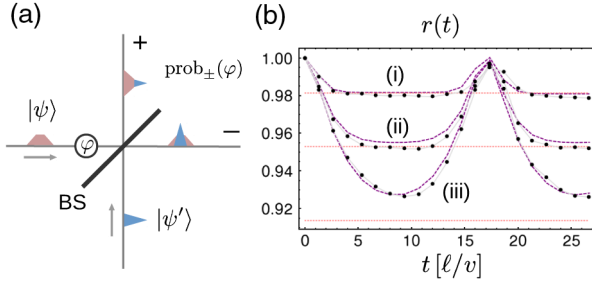 (a)
+
prob±(φ)
|ψ⟩
φ
−
BS
|ψ′⟩
(b)
r(t)
1.00
0.98
0.96
0.94
0.92
(i)
(ii)
(iii)
0 5 10 15 20 25
t [ℓ/v]